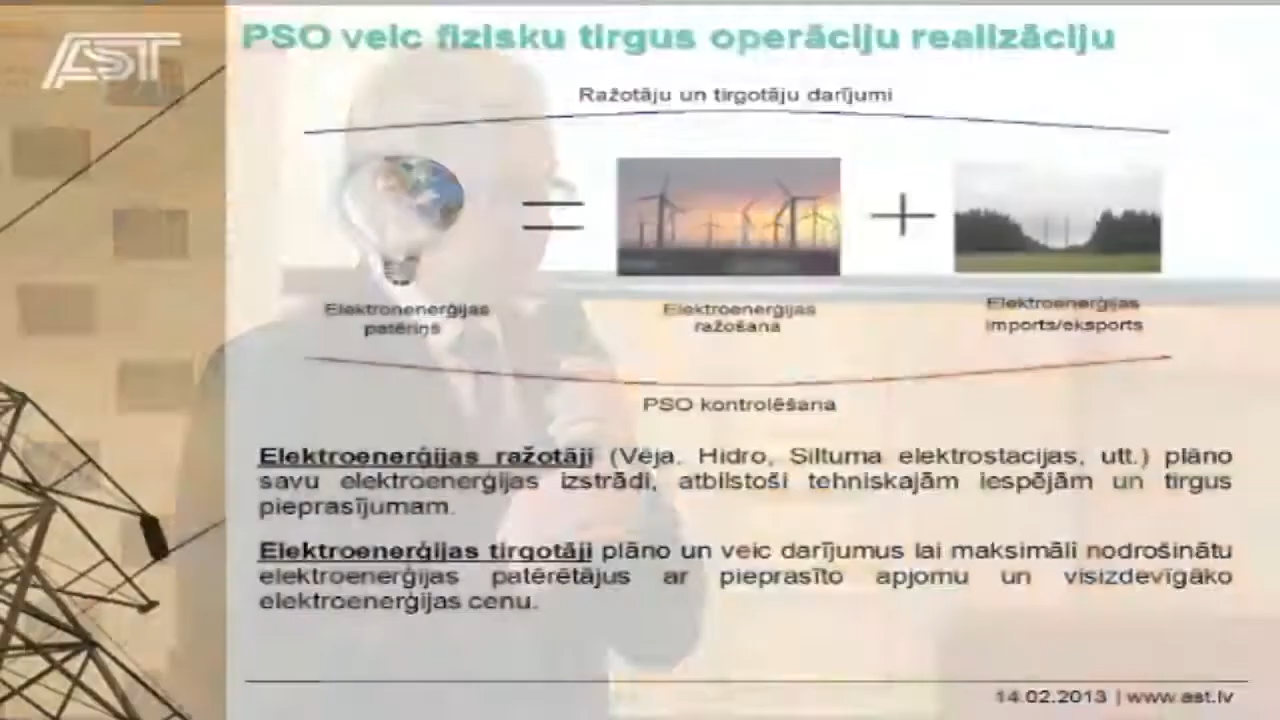 AST
PSO veic fizisku tirgus operāciju realizāciju
Ražotāju un tirgotāju darījumi
Elektronenerģijas
patēriņš
Elektroenerģijas
ražošana
Elektroenerģijas
imports/eksports
PSO kontrolēšana
Elektroenerģijas ražotāji (Vēja, Hidro, Siltuma elektrostacijas, utt.) plāno
savu elektroenerģijas izstrādi, atbilstoši tehniskajām iespējām un tirgus
pieprasījumam.
Elektroenerģijas tirgotāji plāno un veic darījumus lai maksimāli nodrošinātu
elektroenerģijas patērētājus ar pieprasīto apjomu un visizdevīgāko
elektroenerģijas cenu.
14.02.2013 | www.ast.lv